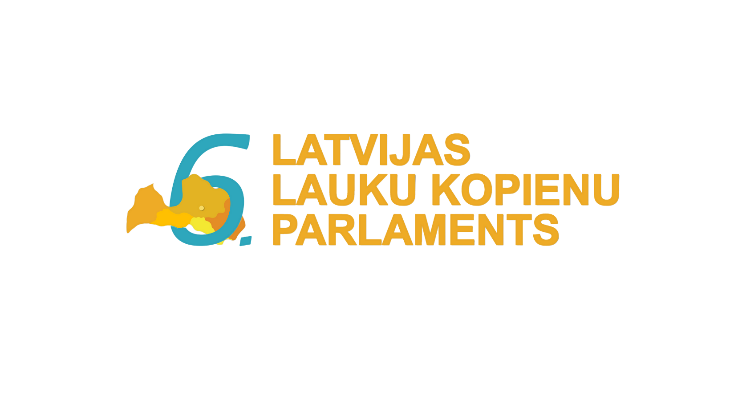 6.
LATVIJAS
LAUKU KOPIENU
PARLAMENTS